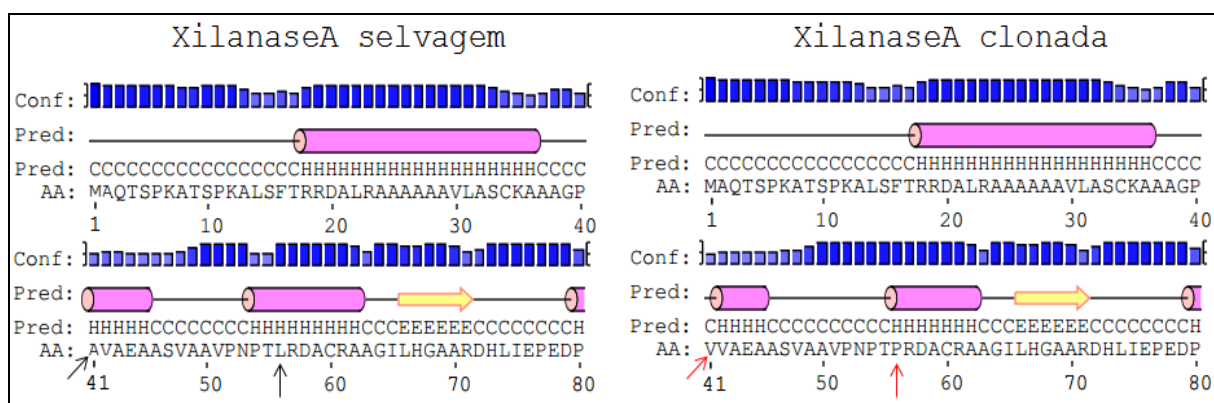 XilanaseA selvagem
Conf:
Pred:
Pred: CCCCCCCCCCCCCCCCCHHHHHHHHHHHHHHHHHHHCCCC
AA: MAQTSPKATSPKALSFTRRDALRAAAAAAVLASCKAAAGP
1 10 20 30 40
Conf:
Pred:
Pred: HHHHHCCCCCCCCHHHHHHHHHCCCEEEEEECCCCCCCCH
AA: AVAEAASVAAVPNPTLRDACRAAGILHGAARDHLIEPEDP
41 50 60 70 80
XilanaseA clonada
Conf:
Pred:
Pred: CCCCCCCCCCCCCCCCCHHHHHHHHHHHHHHHHHHHCCCC
AA: MAQTSPKATSPKALSFTRRDALRAAAAAAVLASCKAAAGP
1 10 20 30 40
Conf:
Pred:
Pred: CHHHHCCCCCCCCCCHHHHHHHCCCEEEEEECCCCCCCCH
AA: VVAEAASVAAVPNPTPRDACRAAGILHGAARDHLIEPEDP
41 50 60 70 80